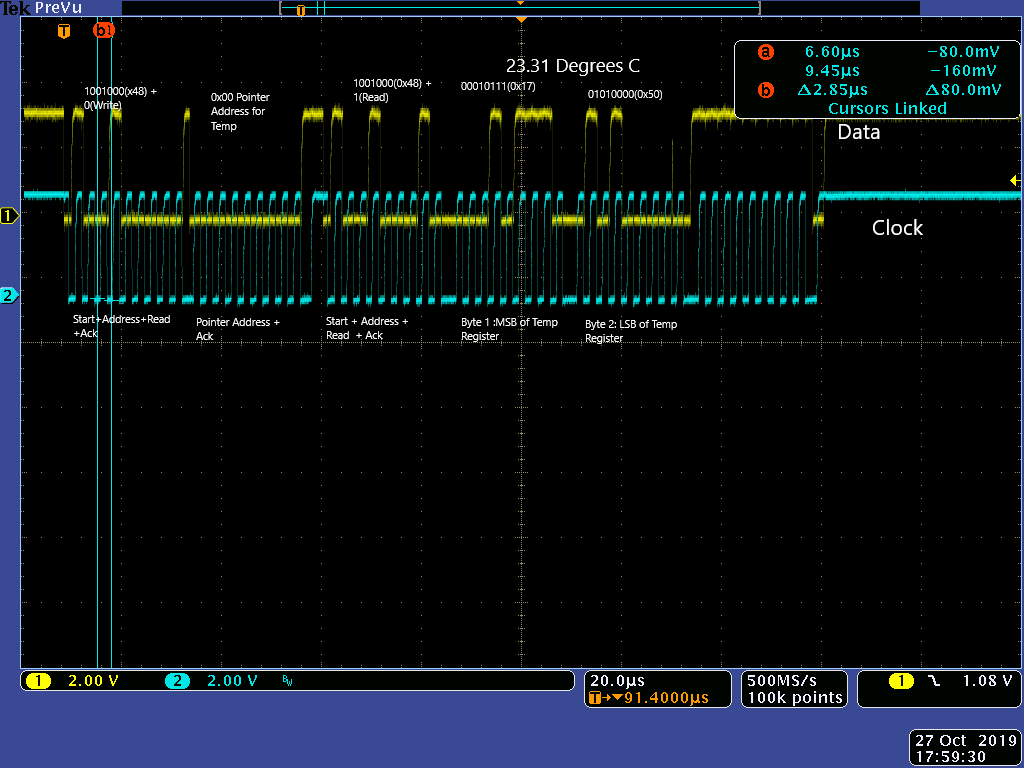 Tek PreVu
T
T
b1
a 6.60µs −80.0mV
9.45µs −160mV
b Δ2.85µs Δ80.0mV
Cursors Linked
23.31 Degrees C
1001000(x48) +
0(Write)
0x00 Pointer
Address for
Temp
1001000(0x48) +
1(Read)
00010111(0x17)
01010000(0x50)
Data
1
Clock
2
Start+Address+Read
+Ack
Pointer Address +
Ack
Start + Address +
Read + Ack
Byte 1 :MSB of Temp
Register
Byte 2: LSB of Temp
Register
1 2.00 V 2 2.00 V BW
20.0µs
T→▼91.4000µs
500MS/s
100k points
1 1.08 V
27 Oct 2019
17:59:30